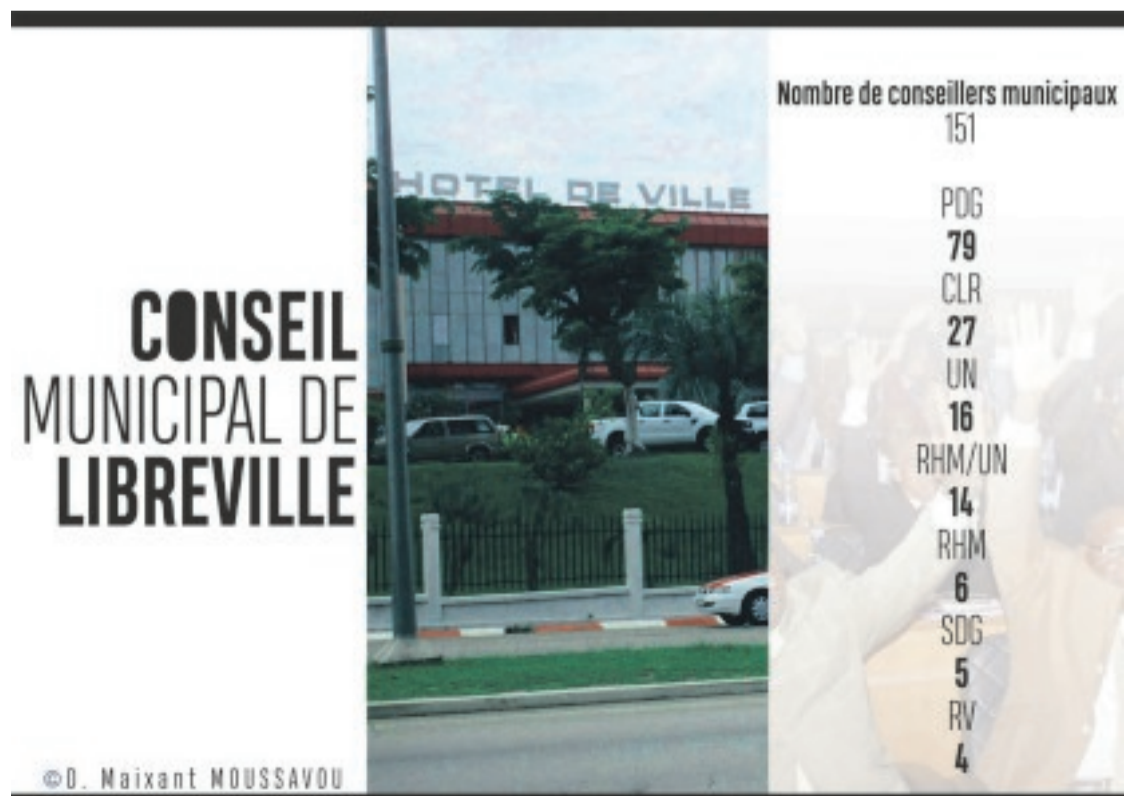 CONSEIL
MUNICIPAL DE
LIBREVILLE
©D. Maixant MOUSSAVOU
HOTEL DE VILLE
Nombre de conseillers municipaux
151
PDG
79
CLR
27
UN
16
RHM/UN
14
RHM
6
SDG
5
RV
4